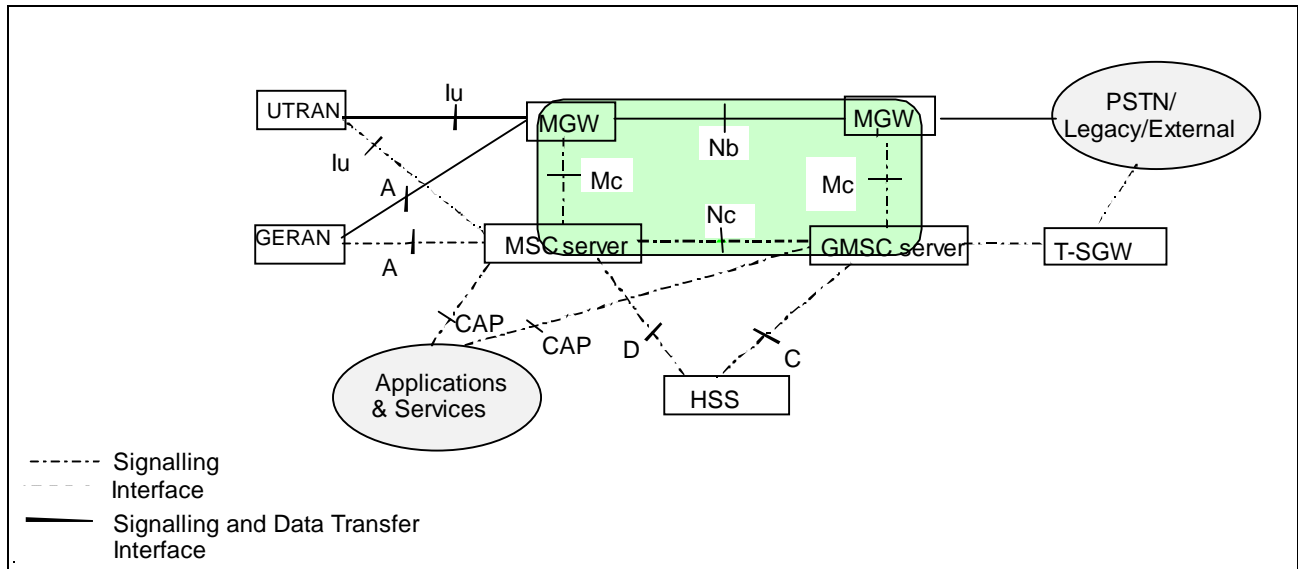 Iu
UTRAN
MGW
MGW
PSTN/
Legacy/External
Nb
Iu
A
Mc
Mc
Nc
GERAN
A
MSC server
GMSC server
T-SGW
CAP
CAP
D
C
Applications
& Services
HSS
Signalling
Interface
Signalling and Data Transfer
Interface
.